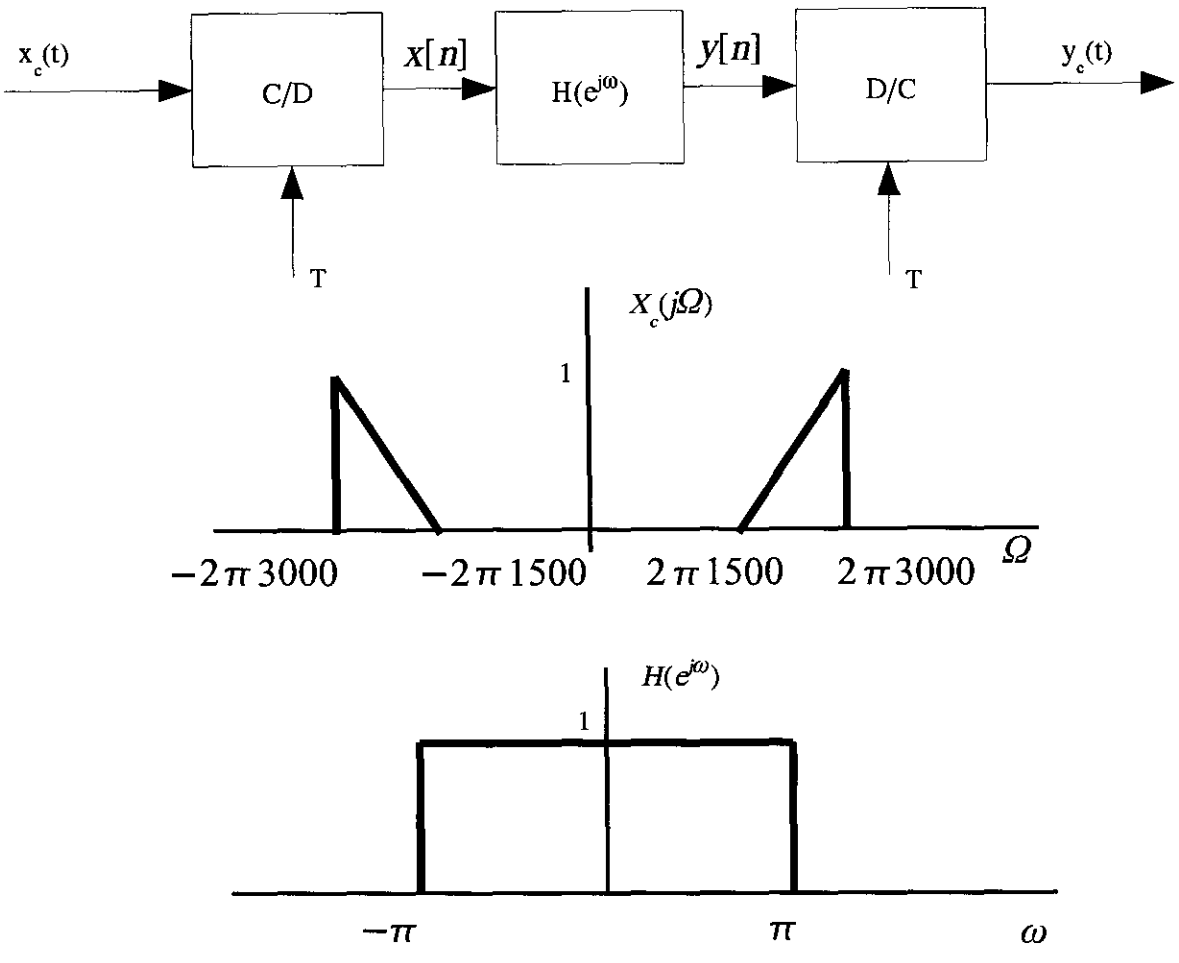 x_c(t)
C/D
x[n]
H(e^{jω})
y[n]
D/C
y_c(t)
T
T
X_c(jΩ)
1
−2π3000
−2π1500
2π1500
2π3000
Ω
H(e^{jω})
1
−π
π
ω